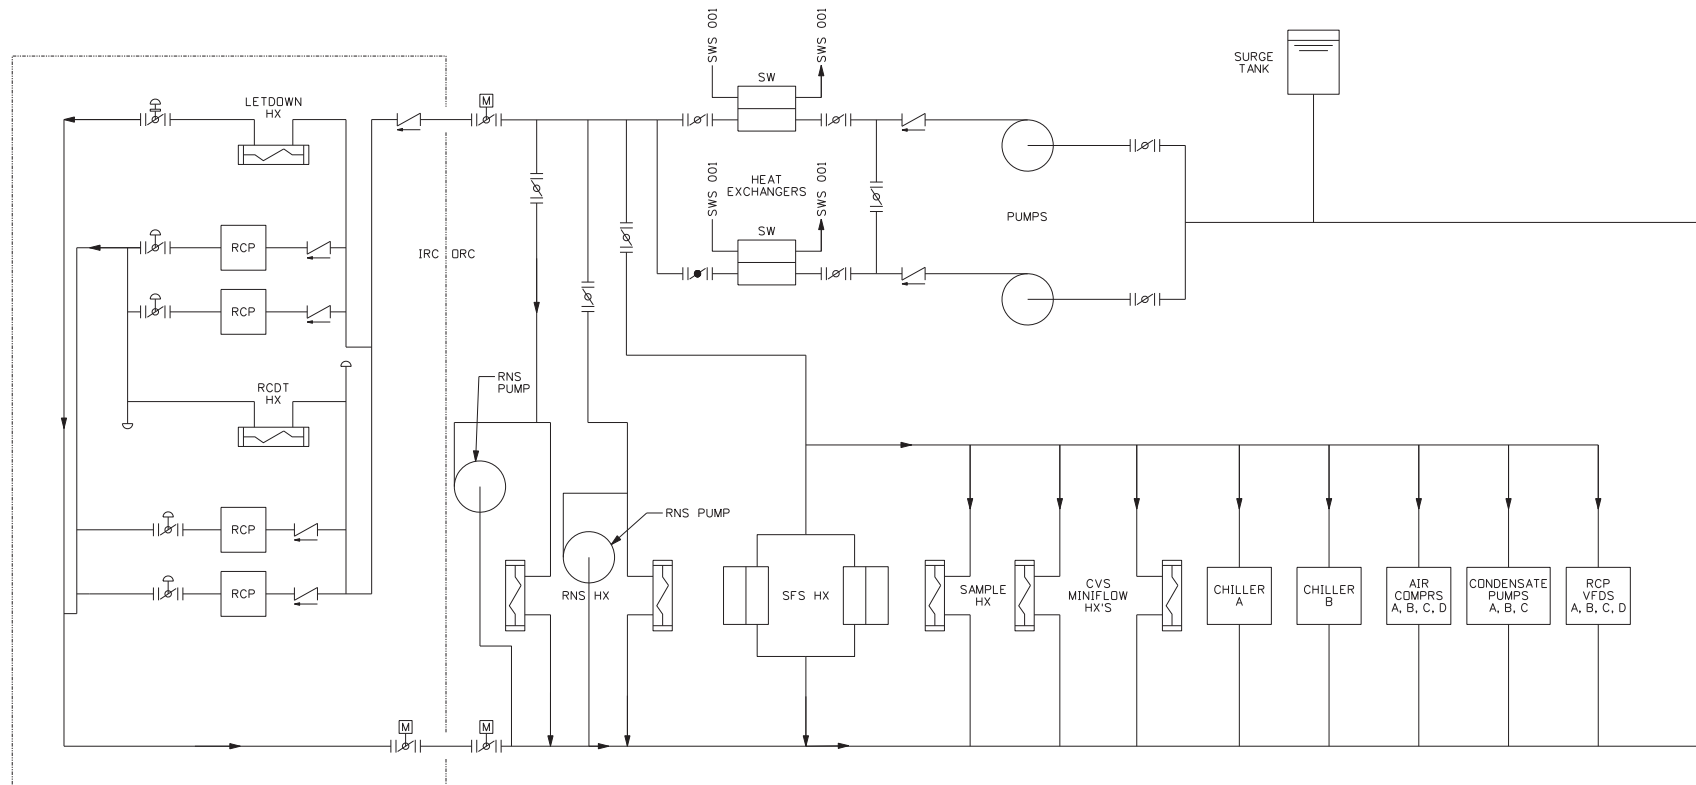 SWS 001
SWS 001
SURGE
TANK
SW
M
LETDOWN
HX
SWS 001
SWS 001
HEAT
EXCHANGERS
PUMPS
SW
RCP
IRC
ORC
RCP
RNS
PUMP
RCDT
HX
RNS PUMP
RCP
RCP
RNS HX
SFS HX
SAMPLE
HX
CVS
MINIFLOW
HX'S
CHILLER
A
CHILLER
B
AIR
COMPRS
A, B, C, D
CONDENSATE
PUMPS
A, B, C
RCP
VFDS
A, B, C, D
M
M